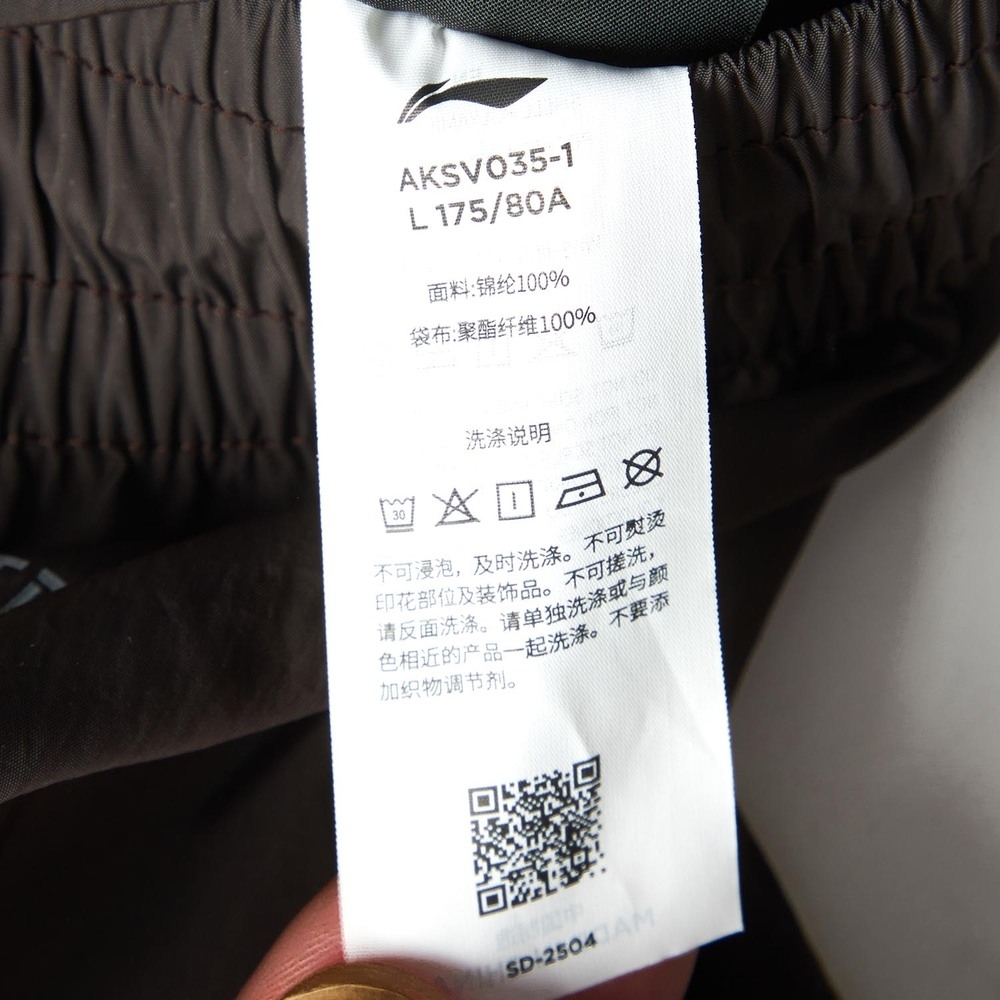 AKSV035-1
L 175/80A
面料:锦纶100%
袋布:聚酯纤维100%
洗涤说明
30
不可浸泡，及时洗涤。不可熨烫
印花部位及装饰品。不可搓洗，
请反面洗涤。请单独洗涤或与颜
色相近的产品一起洗涤。不要添
加织物调节剂。
SD-2504